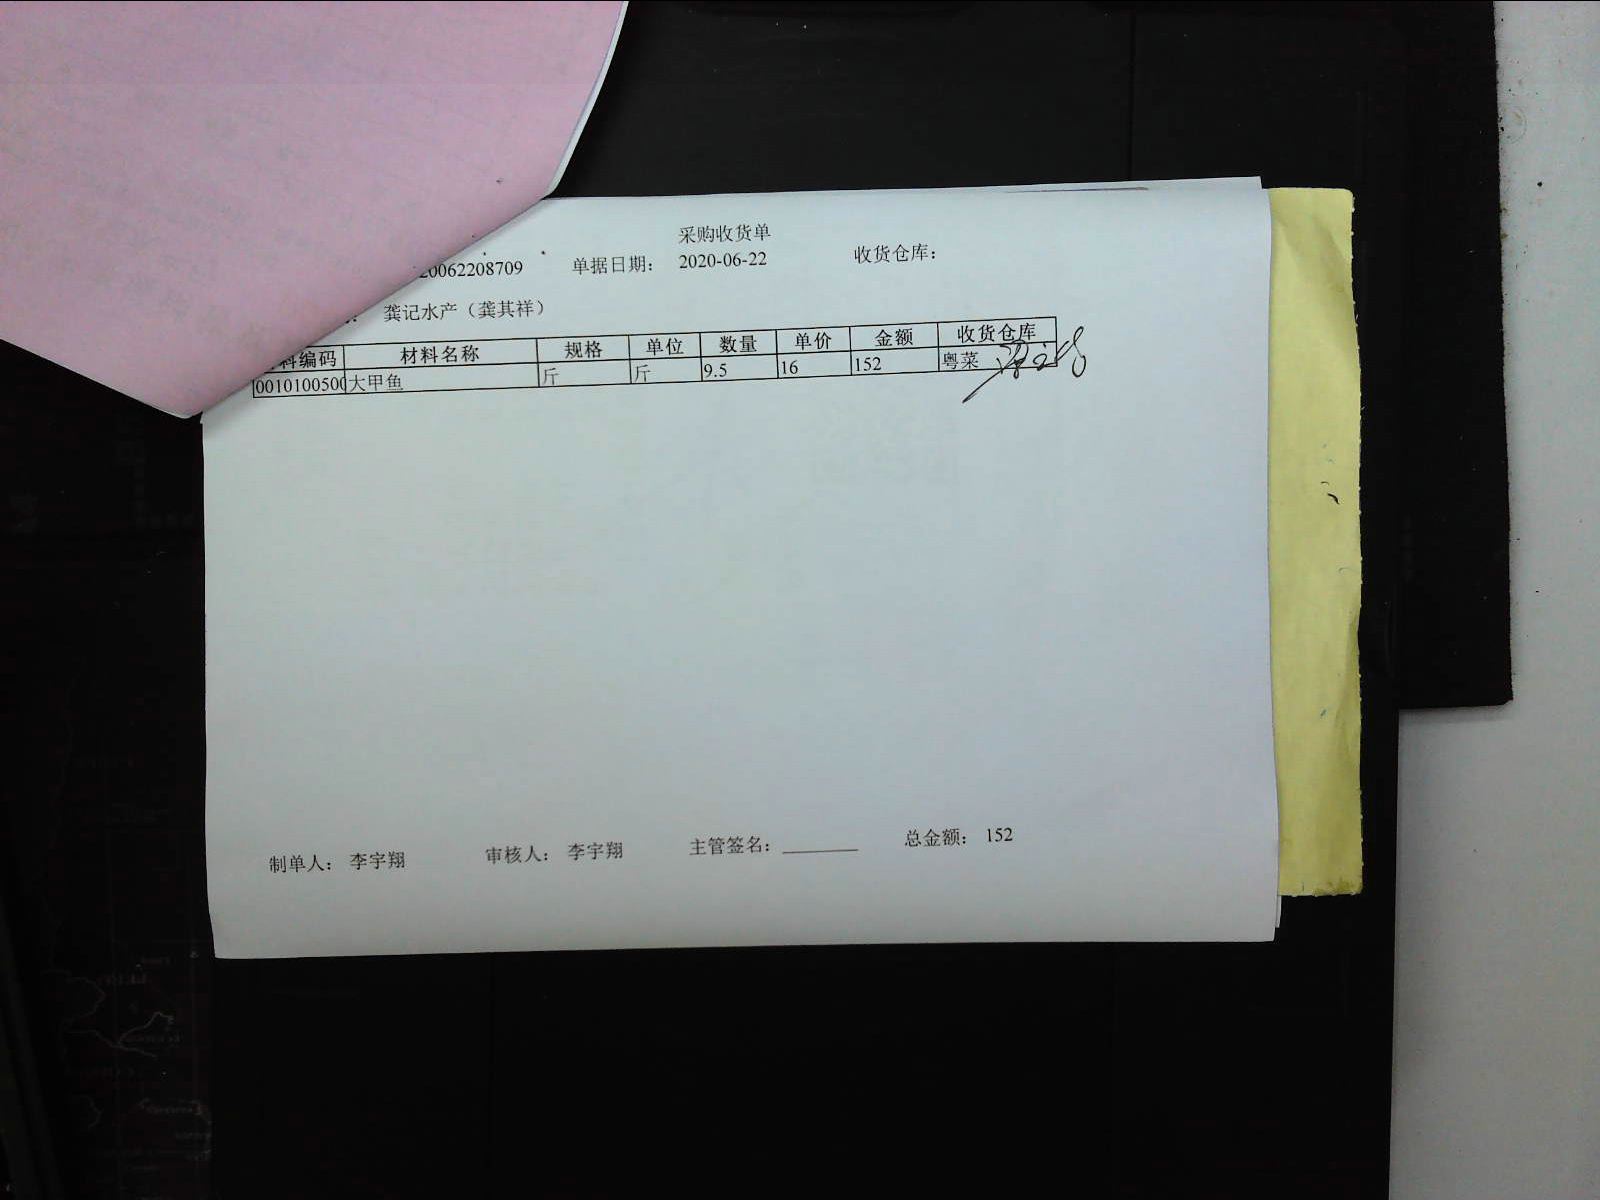 采购收货单
20062208709 单据日期： 2020-06-22 收货仓库：
龚记水产（龚其祥）
料编码 材料名称 规格 单位 数量 单价 金额 收货仓库
0010100500 大甲鱼 斤 斤 9.5 16 152 粤菜
制单人： 李宇翔 审核人： 李宇翔 主管签名： ________ 总金额： 152